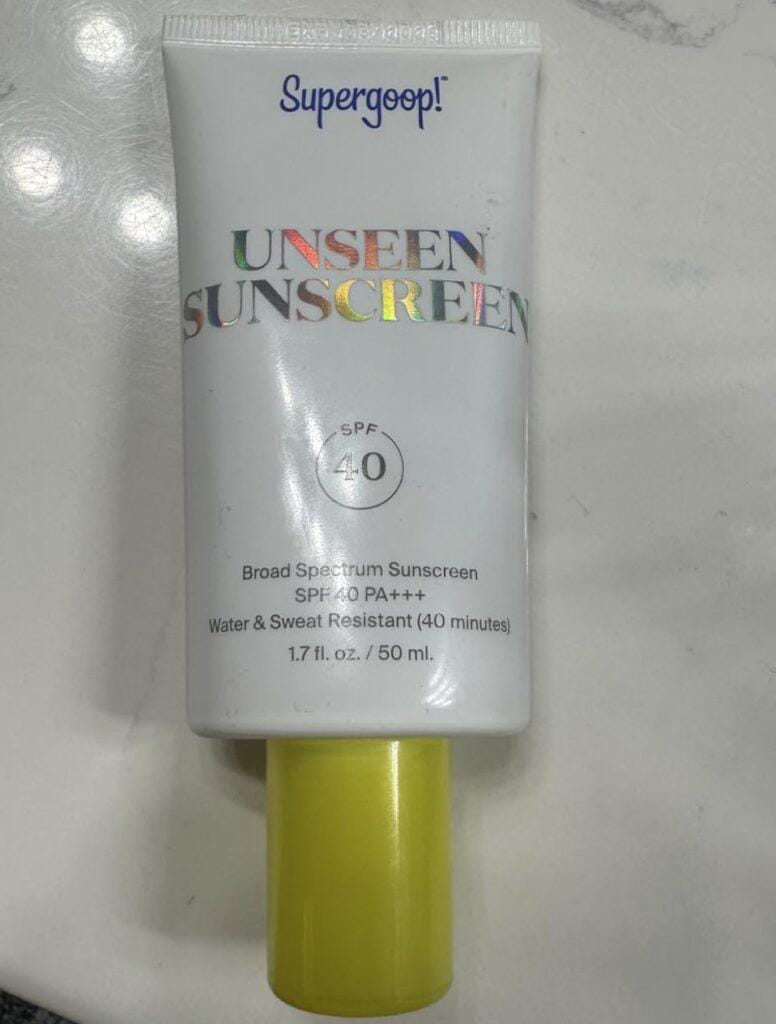 Supergoop!™
UNSEEN
SUNSCREEN
SPF
40
Broad Spectrum Sunscreen
SPF 40 PA+++
Water & Sweat Resistant (40 minutes)
1.7 fl. oz. / 50 ml.